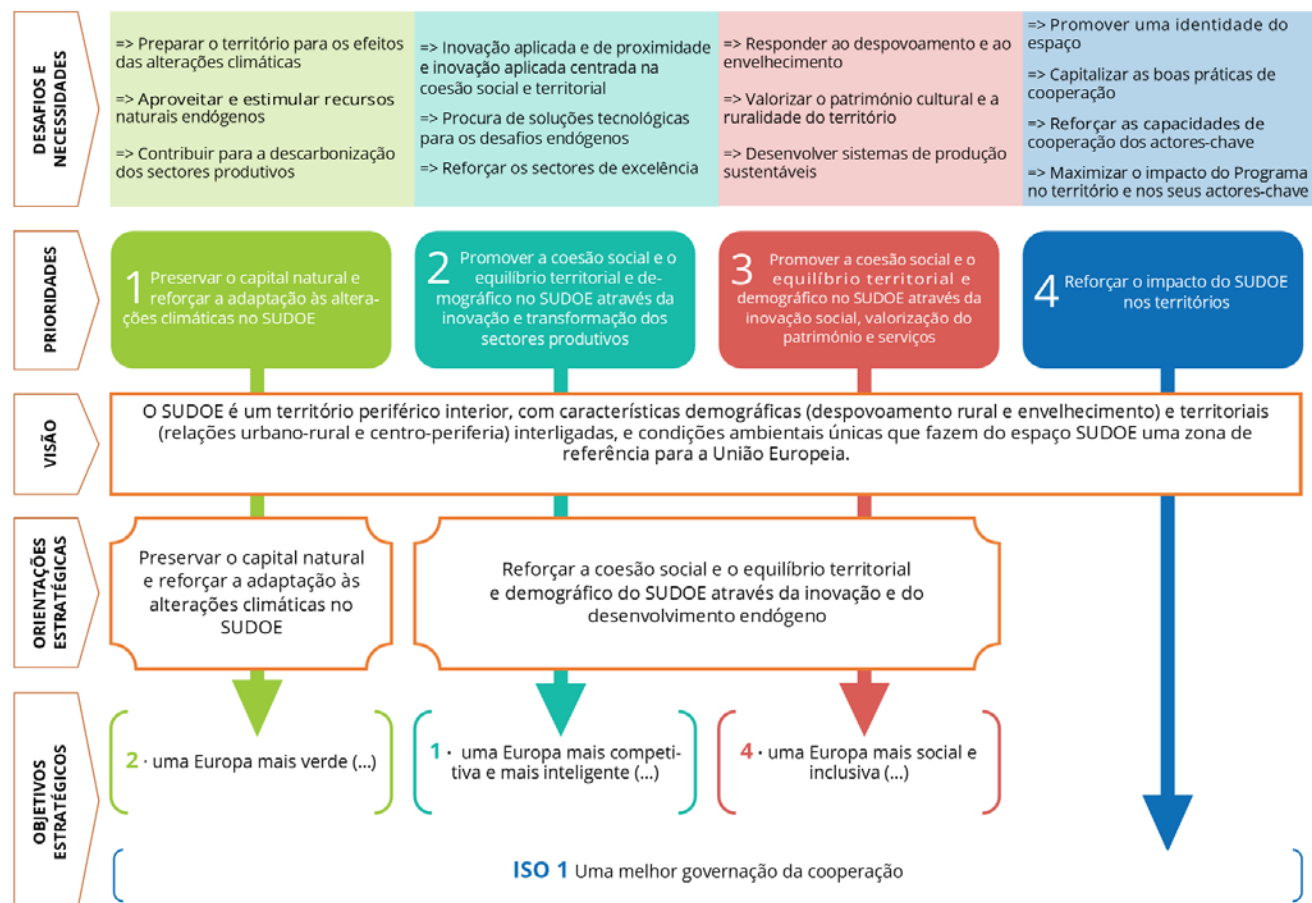 DESAFIOS E
NECESSIDADES
=> Preparar o território para os efeitos
das alterações climáticas
=> Aproveitar e estimular recursos
naturais endógenos
=> Contribuir para a descarbonização
dos sectores produtivos
=> Inovação aplicada e de proximidade
e inovação aplicada centrada na
coesão social e territorial
=> Procura de soluções tecnológicas
para os desafios endógenos
=> Reforçar os sectores de excelência
=> Responder ao despovoamento e ao
envelhecimento
=> Valorizar o património cultural e a
ruralidade do território
=> Desenvolver sistemas de produção
sustentáveis
=> Promover uma identidade do
espaço
=> Capitalizar as boas práticas de
cooperação
=> Reforçar as capacidades de
cooperação dos actores-chave
=> Maximizar o impacto do Programa
no território e nos seus actores-chave
PRIORIDADES
1 Preservar o capital natural e
reforçar a adaptação às altera-
ções climáticas no SUDOE
2 Promover a coesão social e o
equilíbrio territorial e de-
mográfico no SUDOE através da
inovação e transformação dos
sectores produtivos
3 Promover a coesão social e o
equilíbrio territorial e
demográfico no SUDOE através da
inovação social, valorização do
património e serviços
4 Reforçar o impacto do SUDOE
nos territórios
VISÃO
O SUDOE é um território periférico interior, com características demográficas (despovoamento rural e envelhecimento) e territoriais
(relações urbano-rural e centro-periferia) interligadas, e condições ambientais únicas que fazem do espaço SUDOE uma zona de
referência para a União Europeia.
ORIENTAÇÕES
ESTRATÉGICAS
Preservar o capital natural
e reforçar a adaptação às
alterações climáticas no
SUDOE
Reforçar a coesão social e o equilíbrio territorial
e demográfico do SUDOE através da inovação e do
desenvolvimento endógeno
OBJETIVOS
ESTRATÉGICOS
2 · uma Europa mais verde (...)
1 · uma Europa mais competi-
tiva e mais inteligente (...)
4 · uma Europa mais social e
inclusiva (...)
ISO 1 Uma melhor governação da cooperação